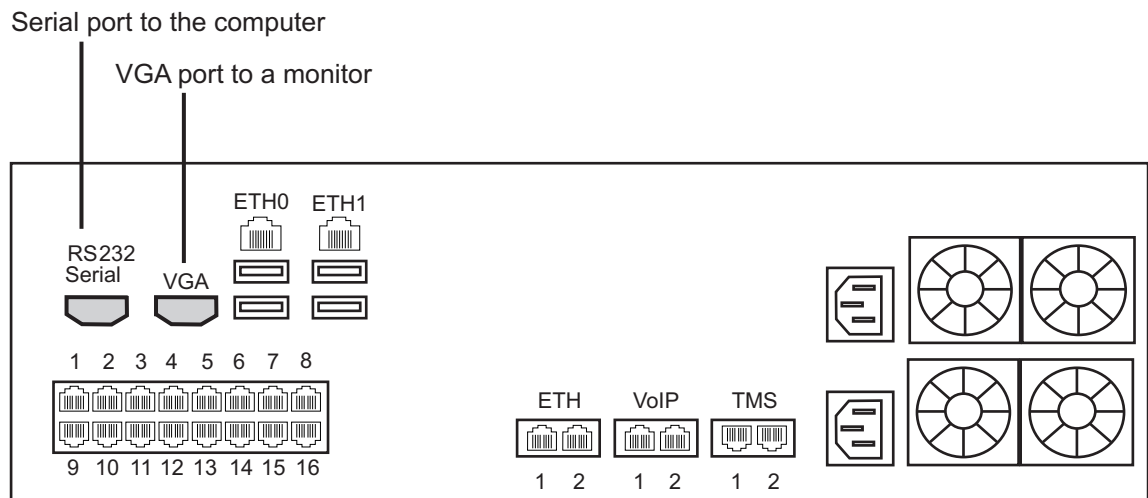 Serial port to the computer
VGA port to a monitor
ETH0 ETH1
RS232
Serial
VGA
1 2 3 4 5 6 7 8
9 10 11 12 13 14 15 16
ETH VoIP TMS
1 2 1 2 1 2